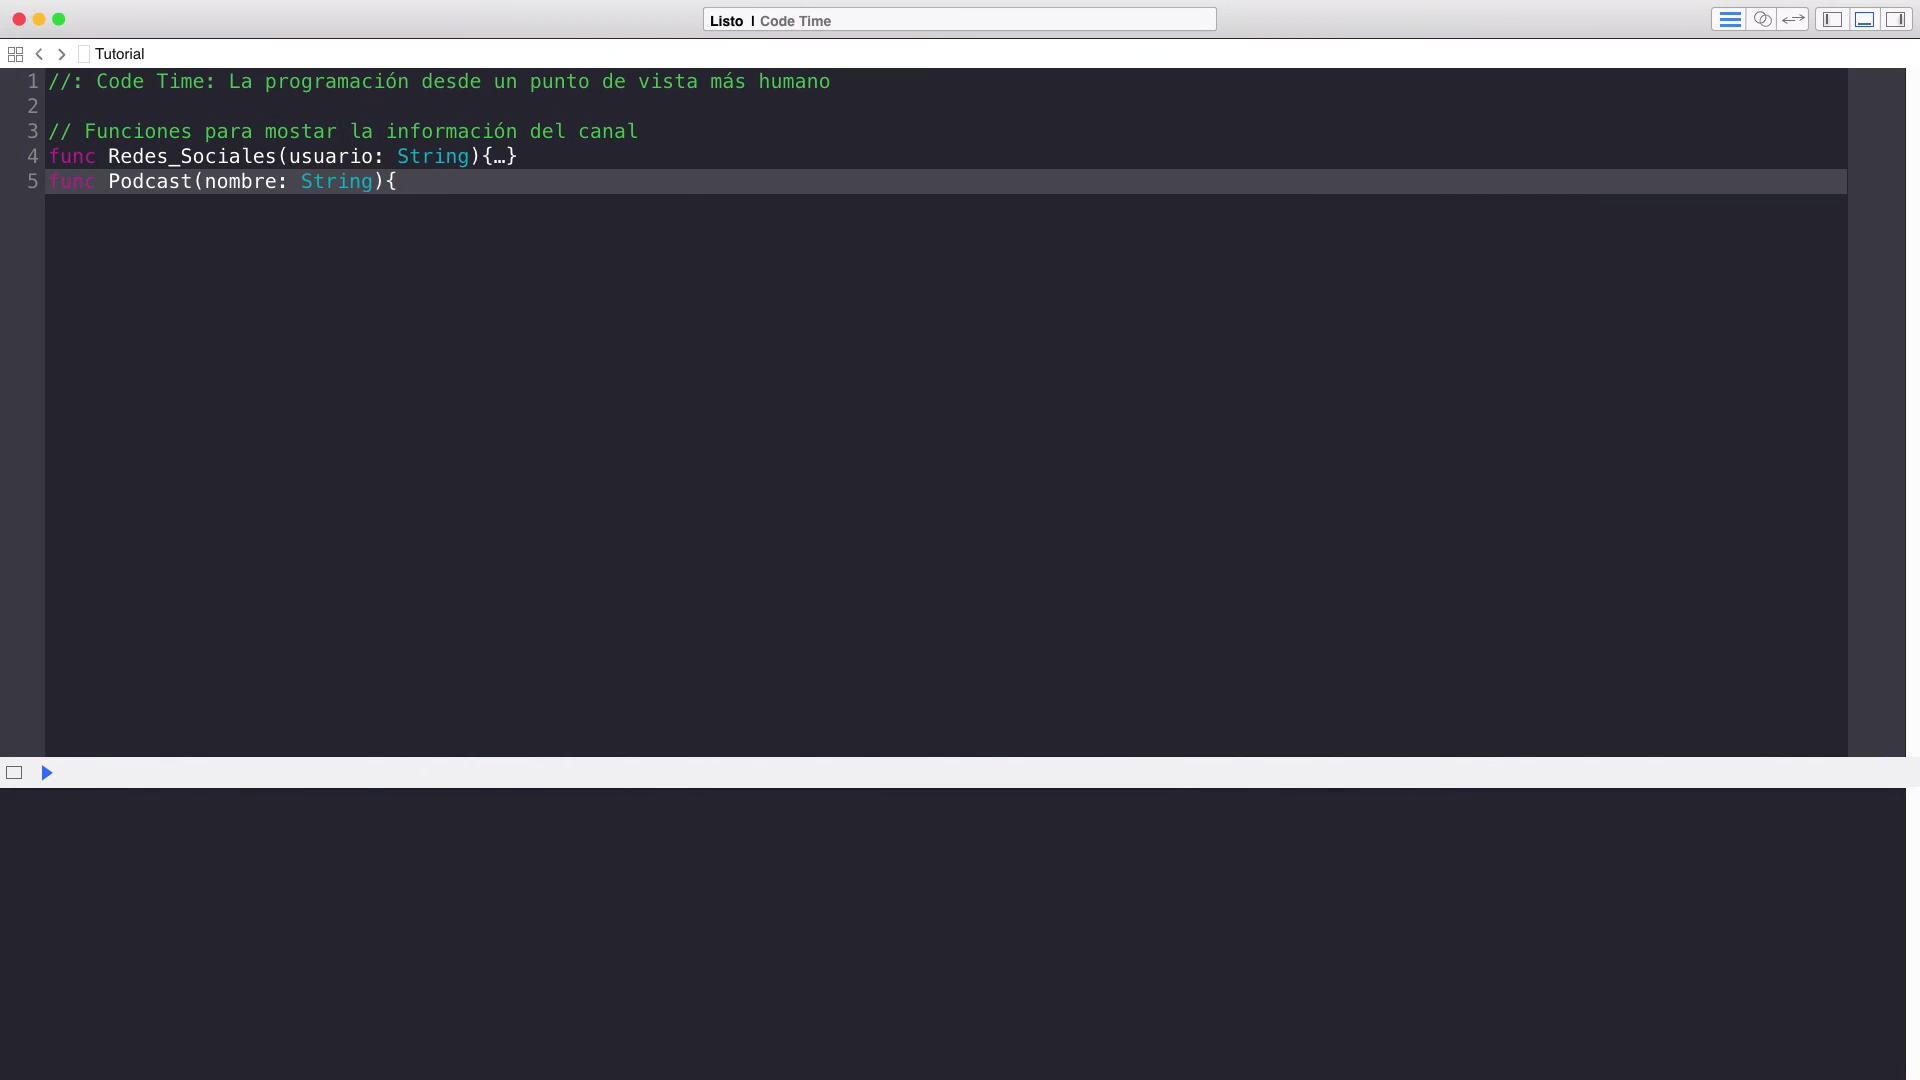 Listo | Code Time
Tutorial
1 //: Code Time: La programación desde un punto de vista más humano
2
3 // Funciones para mostar la información del canal
4 func Redes_Sociales(usuario: String){…}
5 func Podcast(nombre: String){